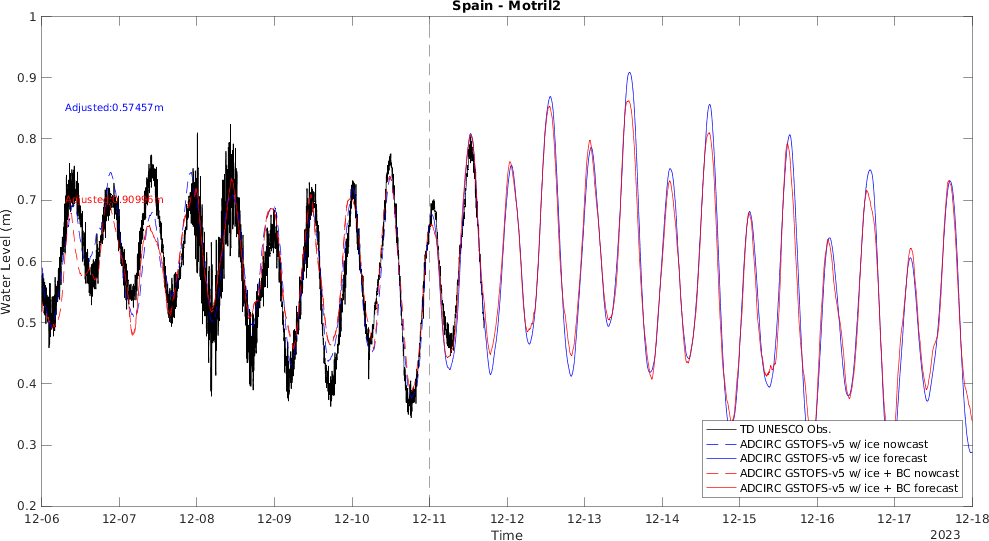 Spain - Motril2
Water Level (m)
1
0.9
0.8
0.7
0.6
0.5
0.4
0.3
0.2
Adjusted:0.57457m
Adjusted:0.90996m
TD UNESCO Obs.
ADCIRC GSTOFS-v5 w/ ice nowcast
ADCIRC GSTOFS-v5 w/ ice forecast
ADCIRC GSTOFS-v5 w/ ice + BC nowcast
ADCIRC GSTOFS-v5 w/ ice + BC forecast
12-06 12-07 12-08 12-09 12-10 12-11 12-12 12-13 12-14 12-15 12-16 12-17 12-18
Time
2023